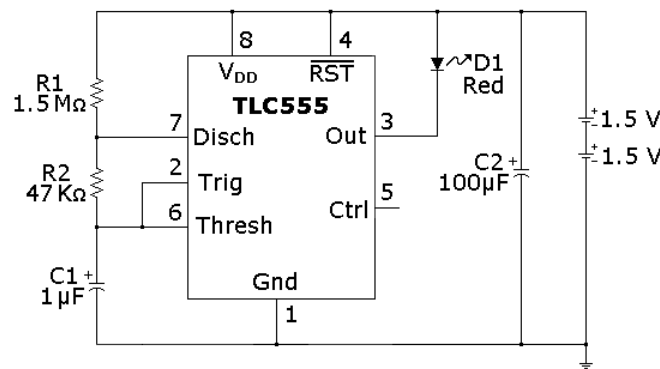 8
4
R1
1.5 MΩ
VDD
RST
D1
Red
TLC555
7
Disch
Out
3
1.5 V
1.5 V
R2
47 KΩ
2
Trig
C2
100µF
5
Ctrl
6
Thresh
C1
1µF
Gnd
1